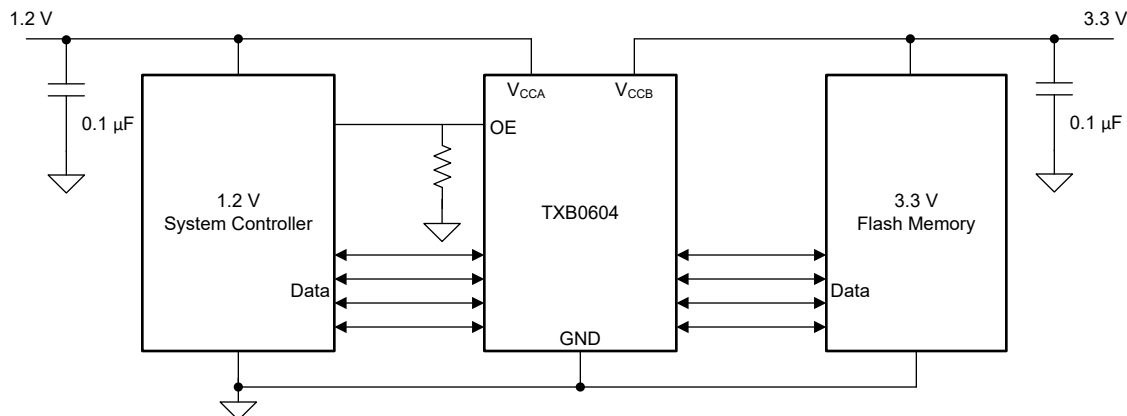 1.2 V
3.3 V
0.1 µF
0.1 µF
VCCA
VCCB
OE
1.2 V
System Controller
TXB0604
3.3 V
Flash Memory
Data
Data
GND